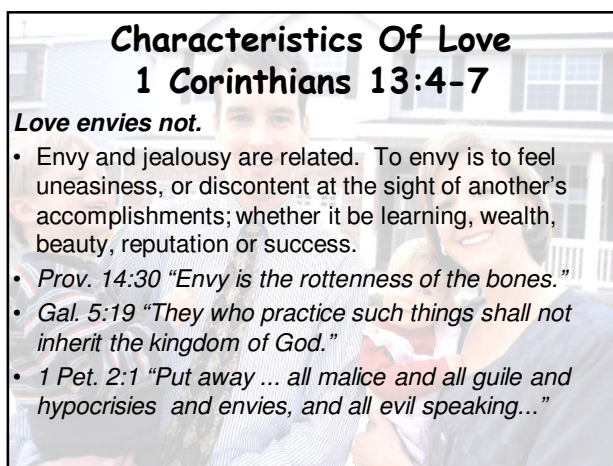 Characteristics Of Love
1 Corinthians 13:4-7
Love envies not.
• Envy and jealousy are related. To envy is to feel
uneasiness, or discontent at the sight of another's
accomplishments; whether it be learning, wealth,
beauty, reputation or success.
• Prov. 14:30 “Envy is the rottenness of the bones.”
• Gal. 5:19 “They who practice such things shall not
inherit the kingdom of God.”
• 1 Pet. 2:1 “Put away ... all malice and all guile and
hypocrisies and envies, and all evil speaking...”